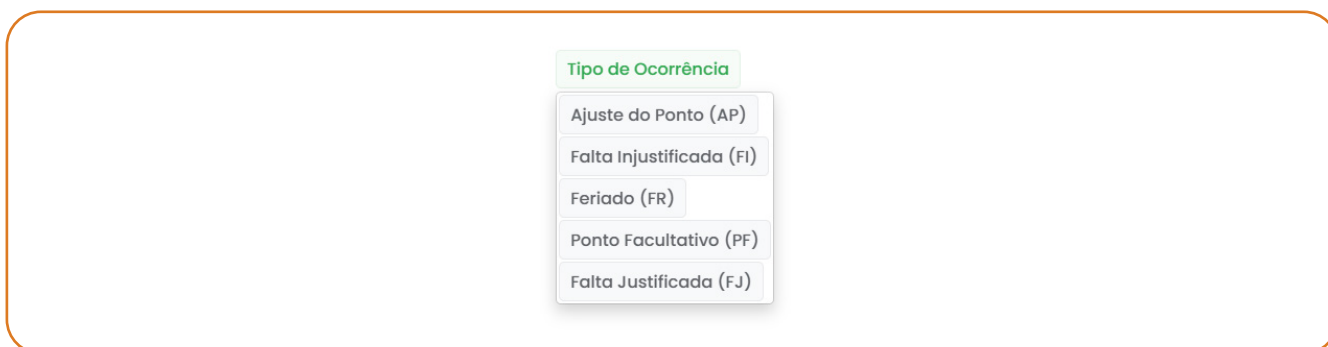 Tipo de Ocorrência
Ajuste do Ponto (AP)
Falta Injustificada (FI)
Feriado (FR)
Ponto Facultativo (PF)
Falta Justificada (FJ)